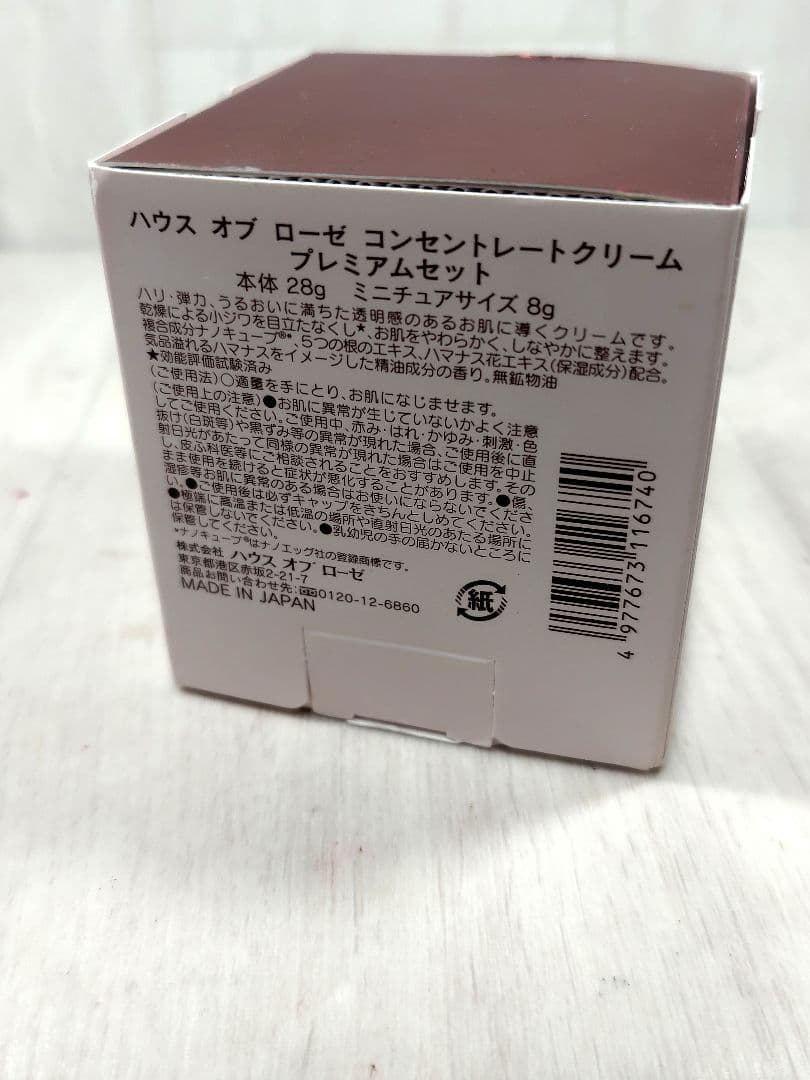 ハウス オブ ローゼ コンセントレートクリーム
プレミアムセット
本体 28g ミニチュアサイズ 8g
ハリ・弾力、うるおいに満ちた透明感のあるお肌に導くクリームです。
乾燥による小ジワを目立たなくし★、お肌をやわらかく、しなやかに整えます。
複合成分ナノキューブ®*、5つの根のエキス、ハマナス花エキス(保湿成分)配合。
気品溢れるハマナスをイメージした精油成分の香り。無鉱物油
★効能評価試験済み
(ご使用法)○適量を手にとり、お肌になじませます。
(ご使用上の注意)●お肌に異常が生じていないかよく注意
してご使用ください。ご使用中、赤み・はれ・かゆみ・刺激・色
抜け(白斑等)や黒ずみ等の異常が現れた場合、ご使用後に直
射日光があたって同様の異常が現れた場合はご使用を中止
し、皮ふ科医等にご相談されることをおすすめします。その
まま使用を続けると症状が悪化することがあります。●傷、
湿疹等お肌に異常のある場合はお使いにならないでくださ
い。●ご使用後は必ずキャップをきちんとしめてください。
●極端に高温または低温の場所や直射日光のあたる場所に
は保管しないでください。●乳幼児の手の届かないところに
保管してください。
*ナノキューブ®はナノエッグ社の登録商標です。
株式会社 ハウス オブ ローゼ
東京都港区赤坂2-21-7
商品お問い合わせ先:0120-12-6860
MADE IN JAPAN
紙
4 977673 116740